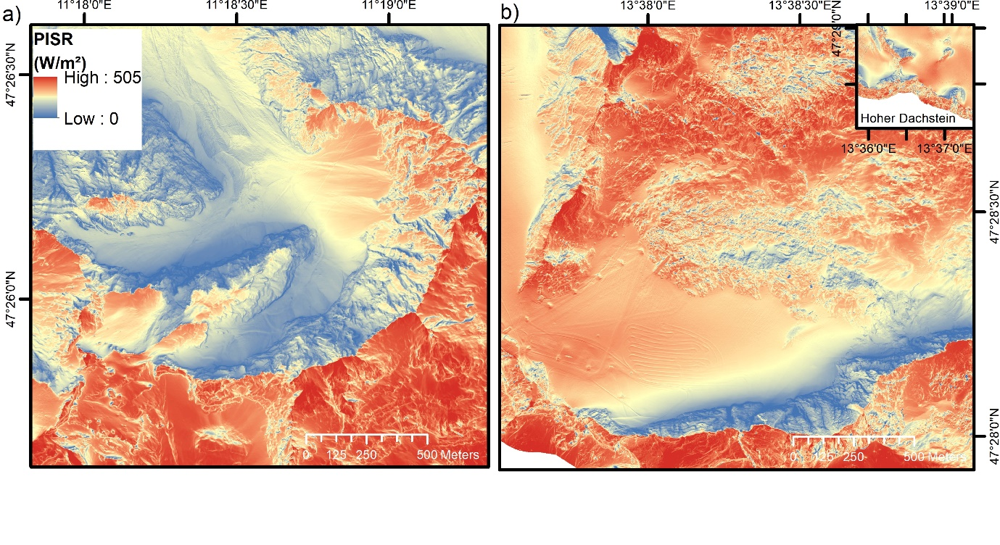 a)
11°18'0"E 11°18'30"E 11°19'0"E
PISR
(W/m²)
High : 505
Low : 0
47°26'30"N
47°26'0"N
0 125 250 500 Meters
b)
13°38'0"E 13°38'30"E 13°39'0"E
47°29'0"N
Hoher Dachstein
13°36'0"E 13°37'0"E
47°28'30"N
47°28'0"N
0 125 250 500 Meters